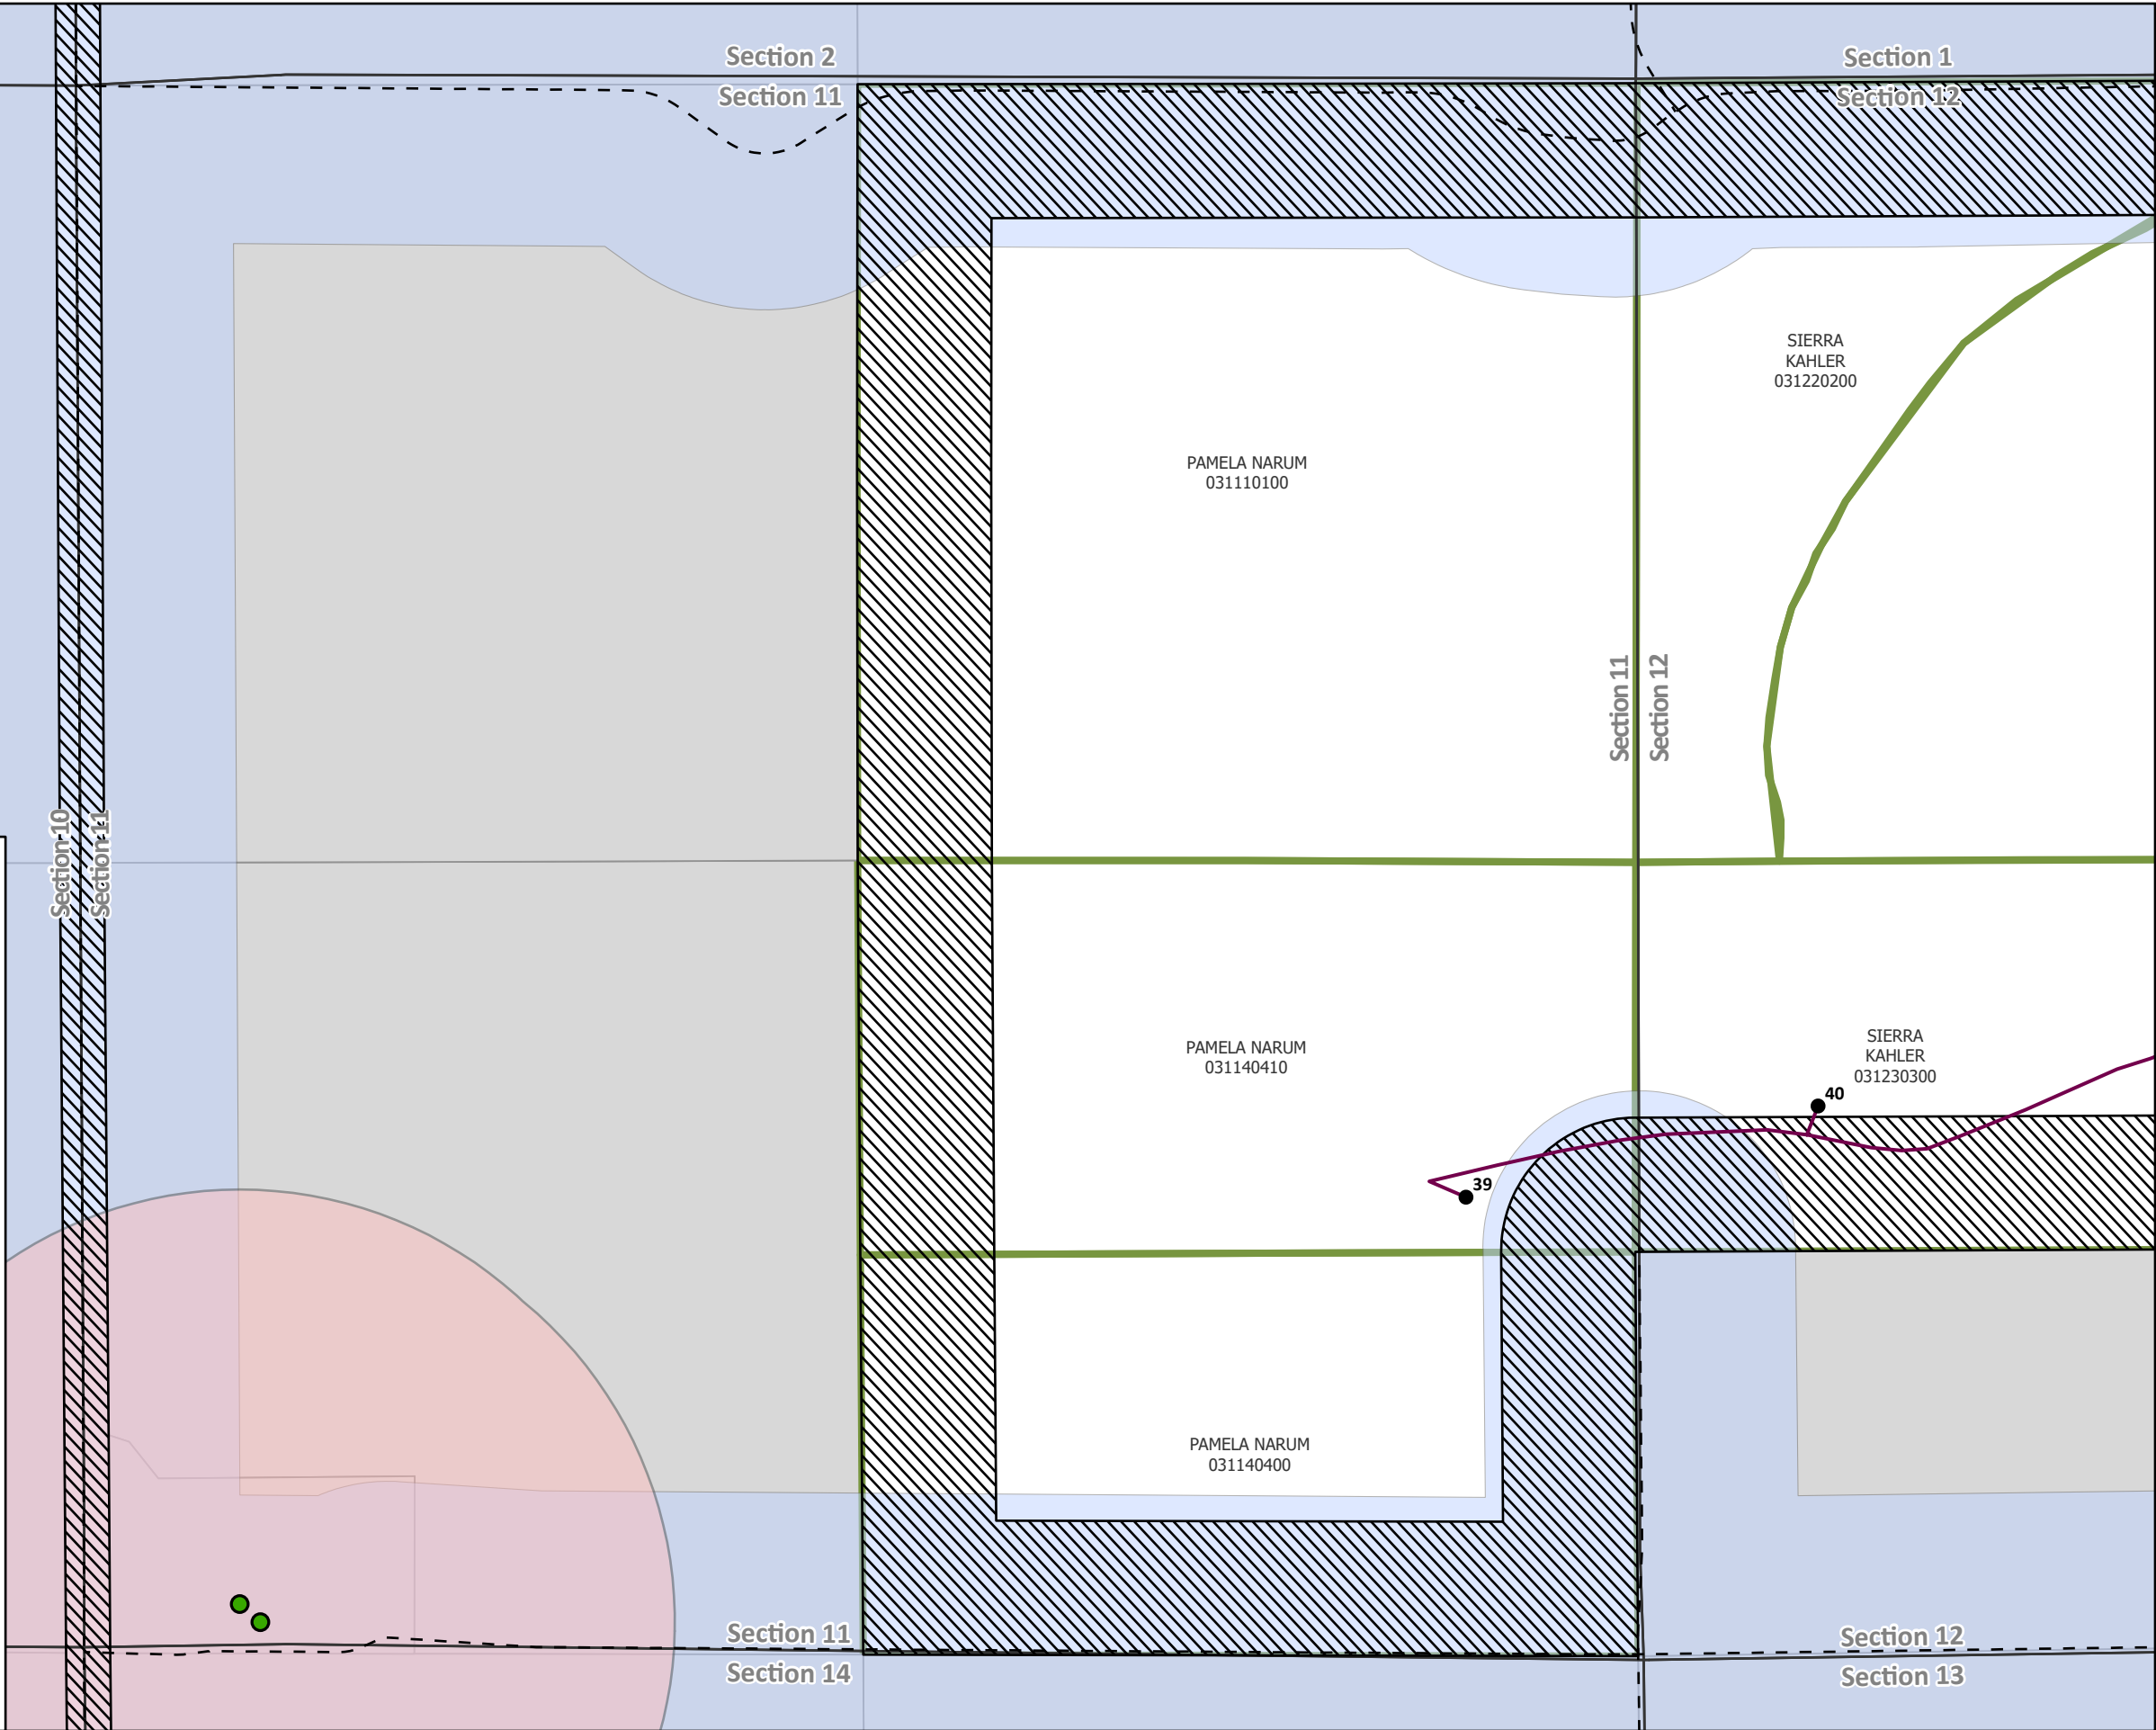 Section 2
Section 1
Section 11
Section 12
SIERRA
KAHLER
031220200
PAMELA NARUM
031110100
Section 11
Section 12
Section 10
Section 11
PAMELA NARUM
031140410
SIERRA
KAHLER
031230300
40
39
PAMELA NARUM
031140400
Section 11
Section 12
Section 14
Section 13